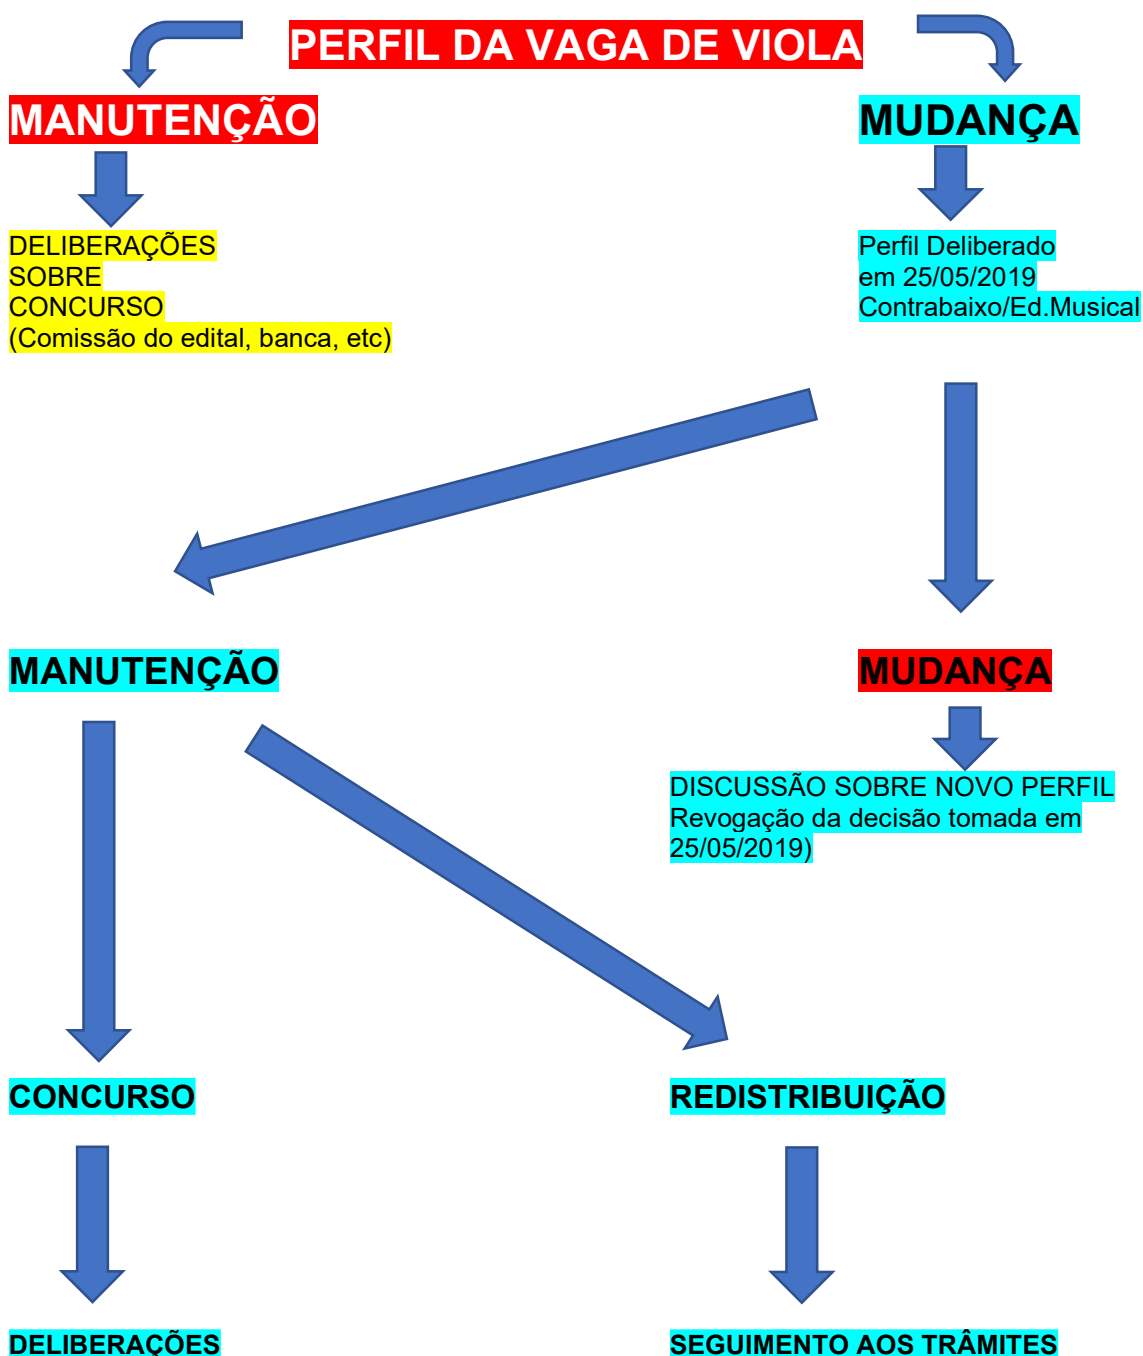 PERFIL DA VAGA DE VIOLA
MANUTENÇÃO
MUDANÇA
DELIBERAÇÕES
SOBRE
CONCURSO
(Comissão do edital, banca, etc)
Perfil Deliberado
em 25/05/2019
Contrabaixo/Ed.Musical
MANUTENÇÃO
MUDANÇA
DISCUSSÃO SOBRE NOVO PERFIL
Revogação da decisão tomada em
25/05/2019)
CONCURSO
REDISTRIBUIÇÃO
DELIBERAÇÕES
SEGUIMENTO AOS TRÂMITES